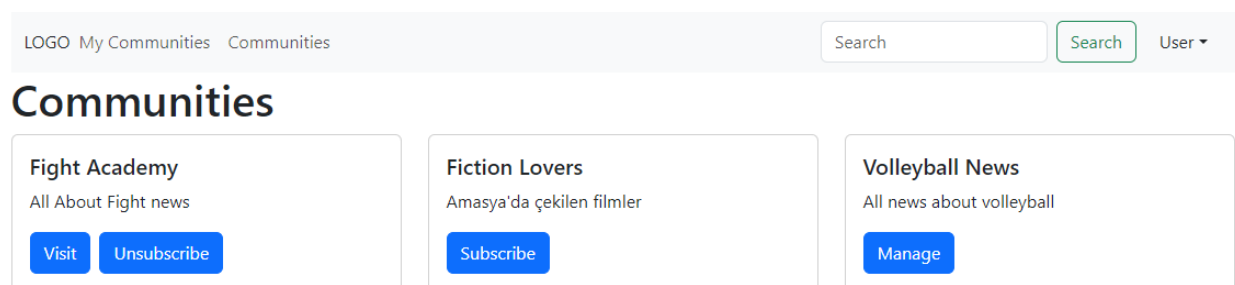 LOGO My Communities Communities Search Search User
Communities
Fight Academy
All About Fight news
Visit Unsubscribe
Fiction Lovers
Amasya'da çekilen filmler
Subscribe
Volleyball News
All news about volleyball
Manage